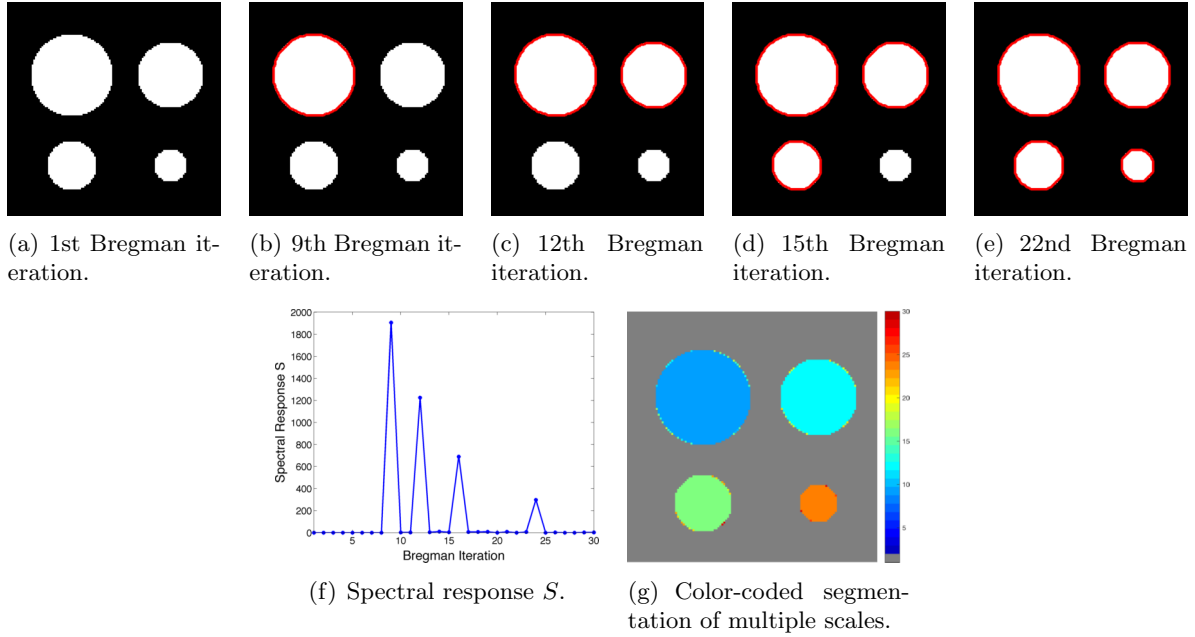 (a) 1st Bregman it-
eration.
(b) 9th Bregman it-
eration.
(c) 12th Bregman
iteration.
(d) 15th Bregman
iteration.
(e) 22nd Bregman
iteration.
2000
1800
1600
1400
1200
1000
800
600
400
200
0
Spectral Response S
5
10
15
20
25
30
Bregman Iteration
30
25
20
15
10
5
(f) Spectral response S.
(g) Color-coded segmen-
tation of multiple scales.